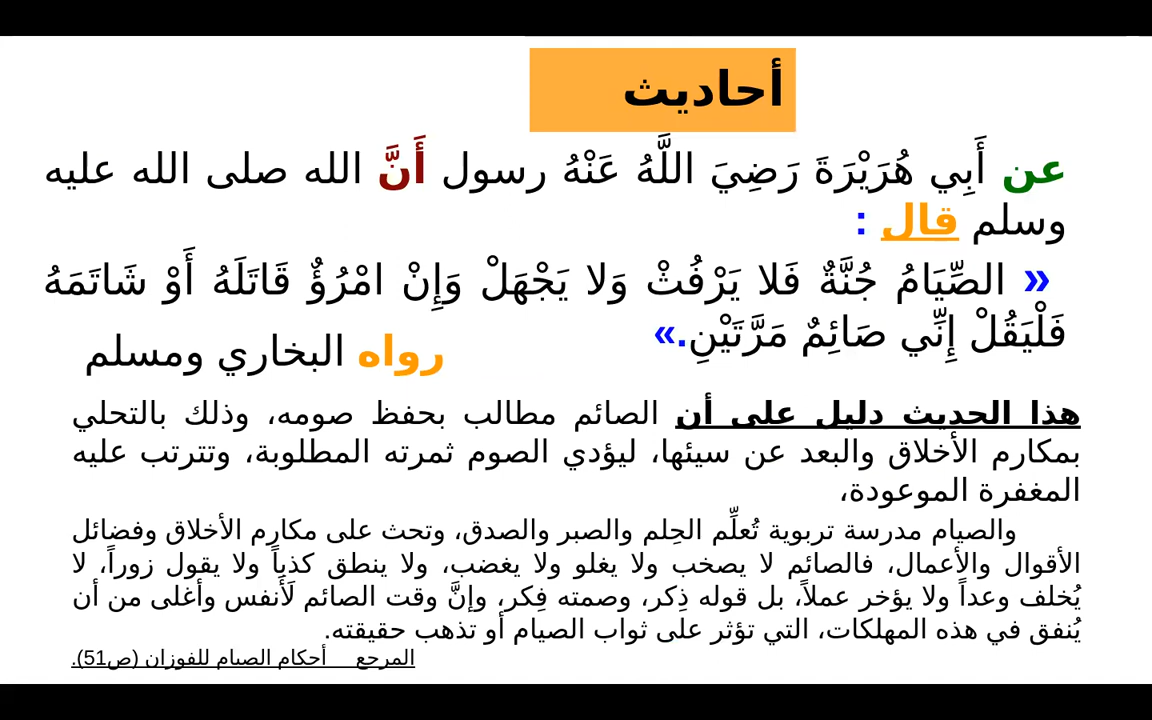 أحاديث
عن أَبِي هُرَيْرَةَ رَضِيَ اللَّهُ عَنْهُ رسول أَنَّ الله صلى الله عليه
وسلم قال :
« الصِّيَامُ جُنَّةٌ فَلا يَرْفُثْ وَلا يَجْهَلْ وَإِنْ امْرُؤٌ قَاتَلَهُ أَوْ شَاتَمَهُ
فَلْيَقُلْ إِنِّي صَائِمٌ مَرَّتَيْنِ.»
رواه البخاري ومسلم
هذا الحديث دليل على أن الصائم مطالب بحفظ صومه، وذلك بالتحلي
بمكارم الأخلاق والبعد عن سيئها، ليؤدي الصوم ثمرته المطلوبة، وتترتب عليه
المغفرة الموعودة،
والصيام مدرسة تربوية تُعلِّم الحِلم والصبر والصدق، وتحث على مكارم الأخلاق وفضائل
الأقوال والأعمال، فالصائم لا يصخب ولا يغلو ولا يغضب، ولا ينطق كذباً ولا يقول زوراً، لا
يُخلف وعداً ولا يؤخر عملاً، بل قوله ذِكر، وصمته فِكر، وإنَّ وقت الصائم لَأَنفس وأغلى من أن
يُنفق في هذه المهلكات، التي تؤثر على ثواب الصيام أو تذهب حقيقته.
المرجع أحكام الصيام للفوزان (ص51).